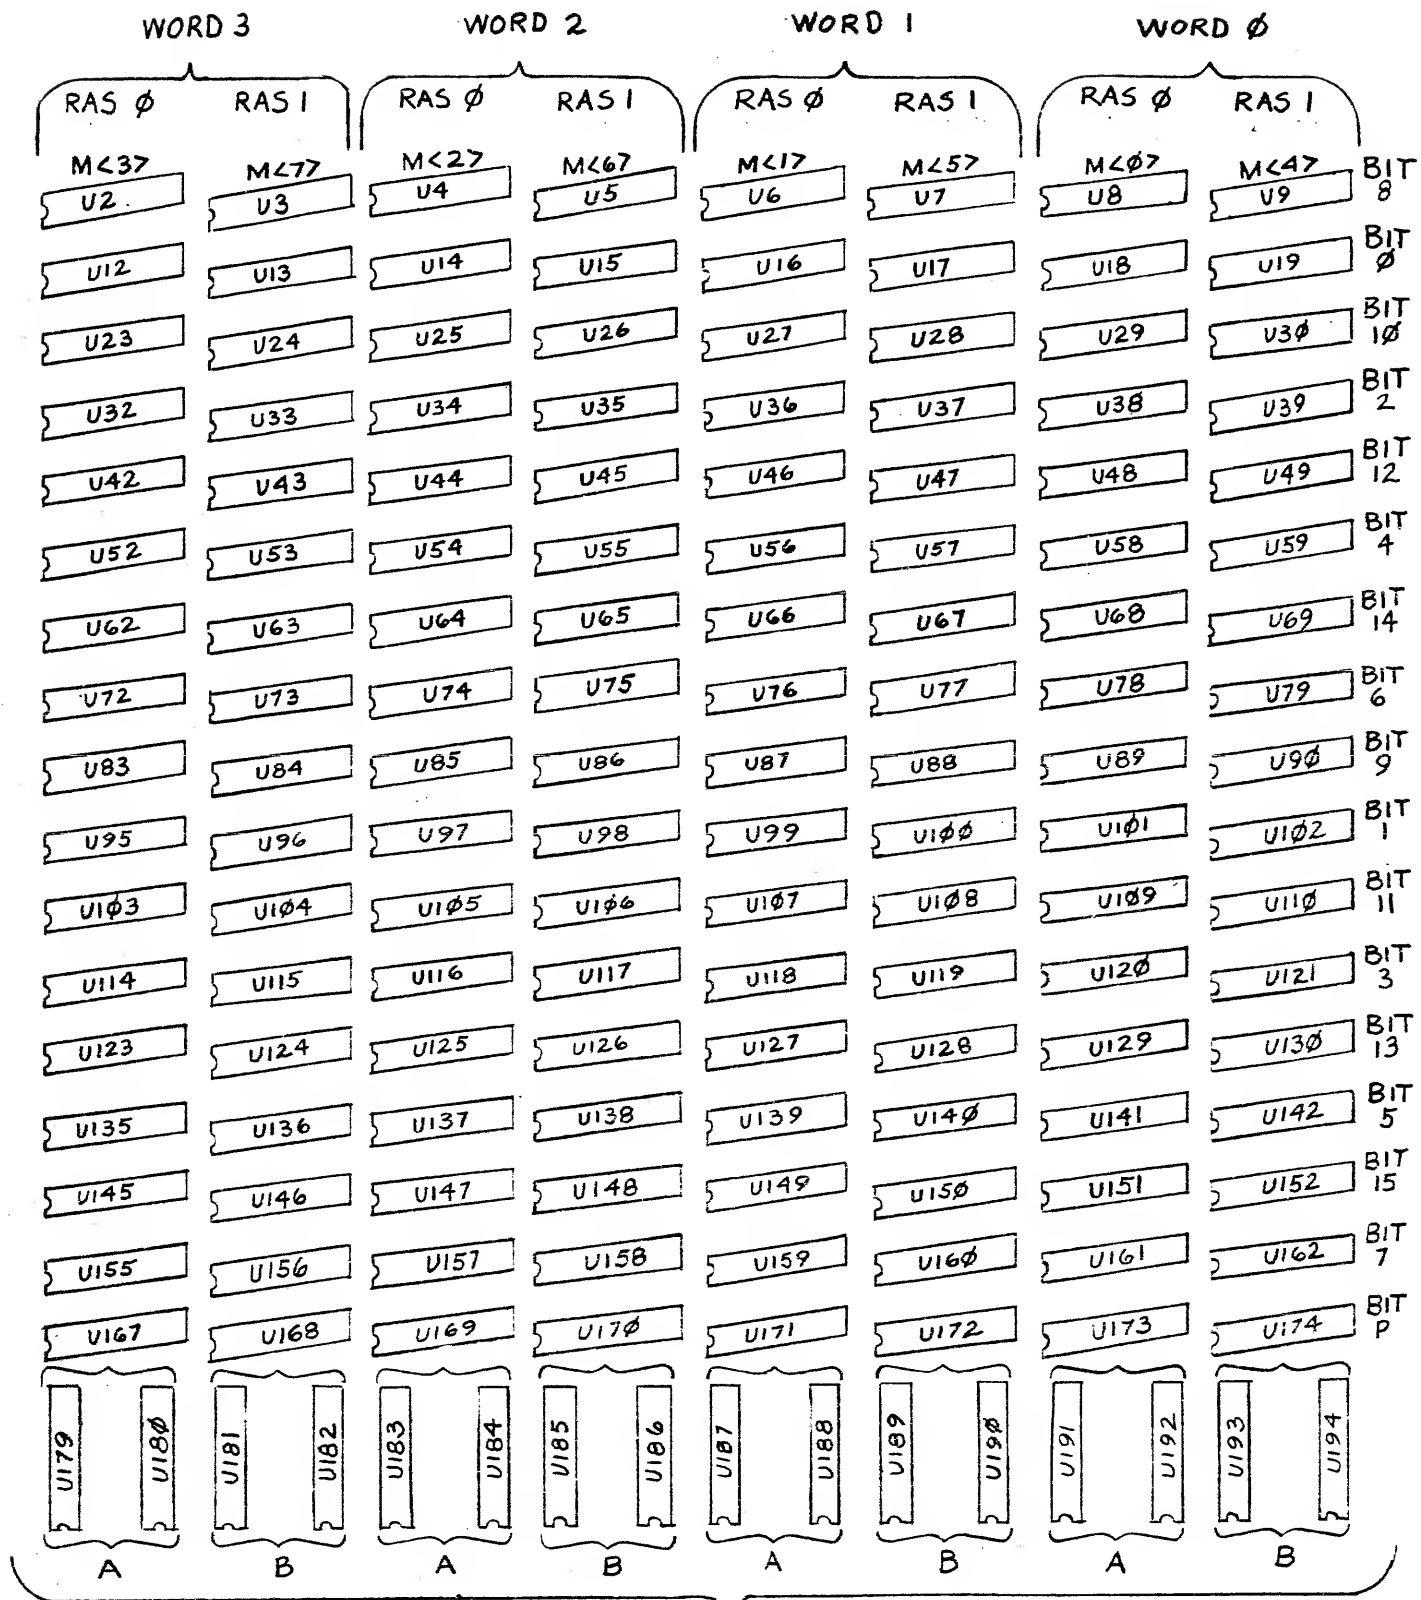 WORD 3 WORD 2 WORD 1 WORD Ø
RAS Ø RAS 1 RAS Ø RAS 1 RAS Ø RAS 1 RAS Ø RAS 1
M<3> M<7> M<2> M<6> M<1> M<5> M<Ø> M<4>
U2 U3 U4 U5 U6 U7 U8 U9 BIT 8
U12 U13 U14 U15 U16 U17 U18 U19 BIT Ø
U23 U24 U25 U26 U27 U28 U29 U3Ø BIT 1Ø
U32 U33 U34 U35 U36 U37 U38 U39 BIT 2
U42 U43 U44 U45 U46 U47 U48 U49 BIT 12
U52 U53 U54 U55 U56 U57 U58 U59 BIT 4
U62 U63 U64 U65 U66 U67 U68 U69 BIT 14
U72 U73 U74 U75 U76 U77 U78 U79 BIT 6
U83 U84 U85 U86 U87 U88 U89 U9Ø BIT 9
U95 U96 U97 U98 U99 U1ØØ U1Ø1 U1Ø2 BIT 1
U1Ø3 U1Ø4 U1Ø5 U1Ø6 U1Ø7 U1Ø8 U1Ø9 U11Ø BIT 11
U114 U115 U116 U117 U118 U119 U12Ø U121 BIT 3
U123 U124 U125 U126 U127 U128 U129 U13Ø BIT 13
U135 U136 U137 U138 U139 U14Ø U141 U142 BIT 5
U145 U146 U147 U148 U149 U15Ø U151 U152 BIT 15
U155 U156 U157 U158 U159 U16Ø U161 U162 BIT 7
U167 U168 U169 U17Ø U171 U172 U173 U174 BIT P
U179 U18Ø U181 U182 U183 U184 U185 U186 U187 U188 U189 U19Ø U191 U192 U193 U194
A B A B A B A B